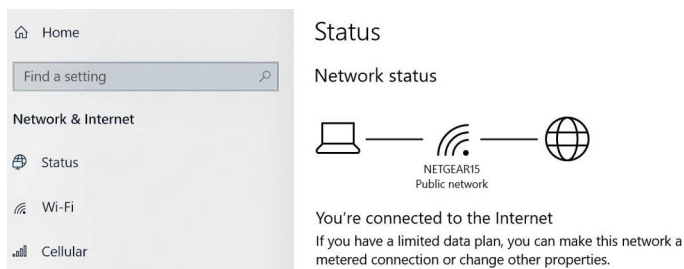 Home
Find a setting
Network & Internet
Status
Wi-Fi
Cellular
Status
Network status
NETGEAR15
Public network
You're connected to the Internet
If you have a limited data plan, you can make this network a
metered connection or change other properties.